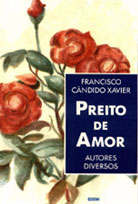 FRANCISCO
CÂNDIDO XAVIER
PREITO
DE
AMOR
AUTORES
DIVERSOS